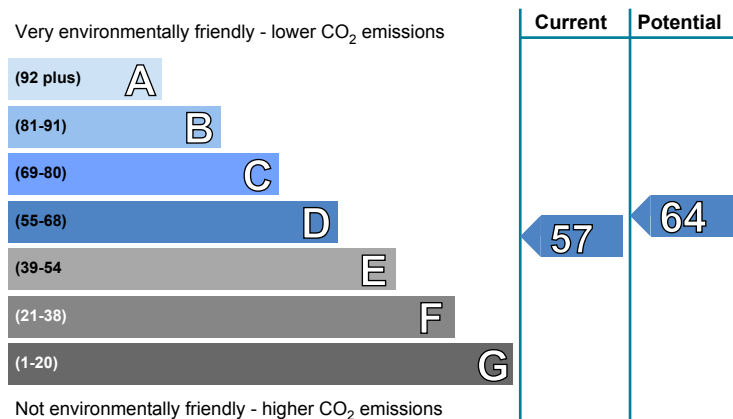 Very environmentally friendly - lower CO₂ emissions
Current
Potential
(92 plus) A
(81-91) B
(69-80) C
(55-68) D
(39-54 E
(21-38) F
(1-20) G
57
64
Not environmentally friendly - higher CO₂ emissions